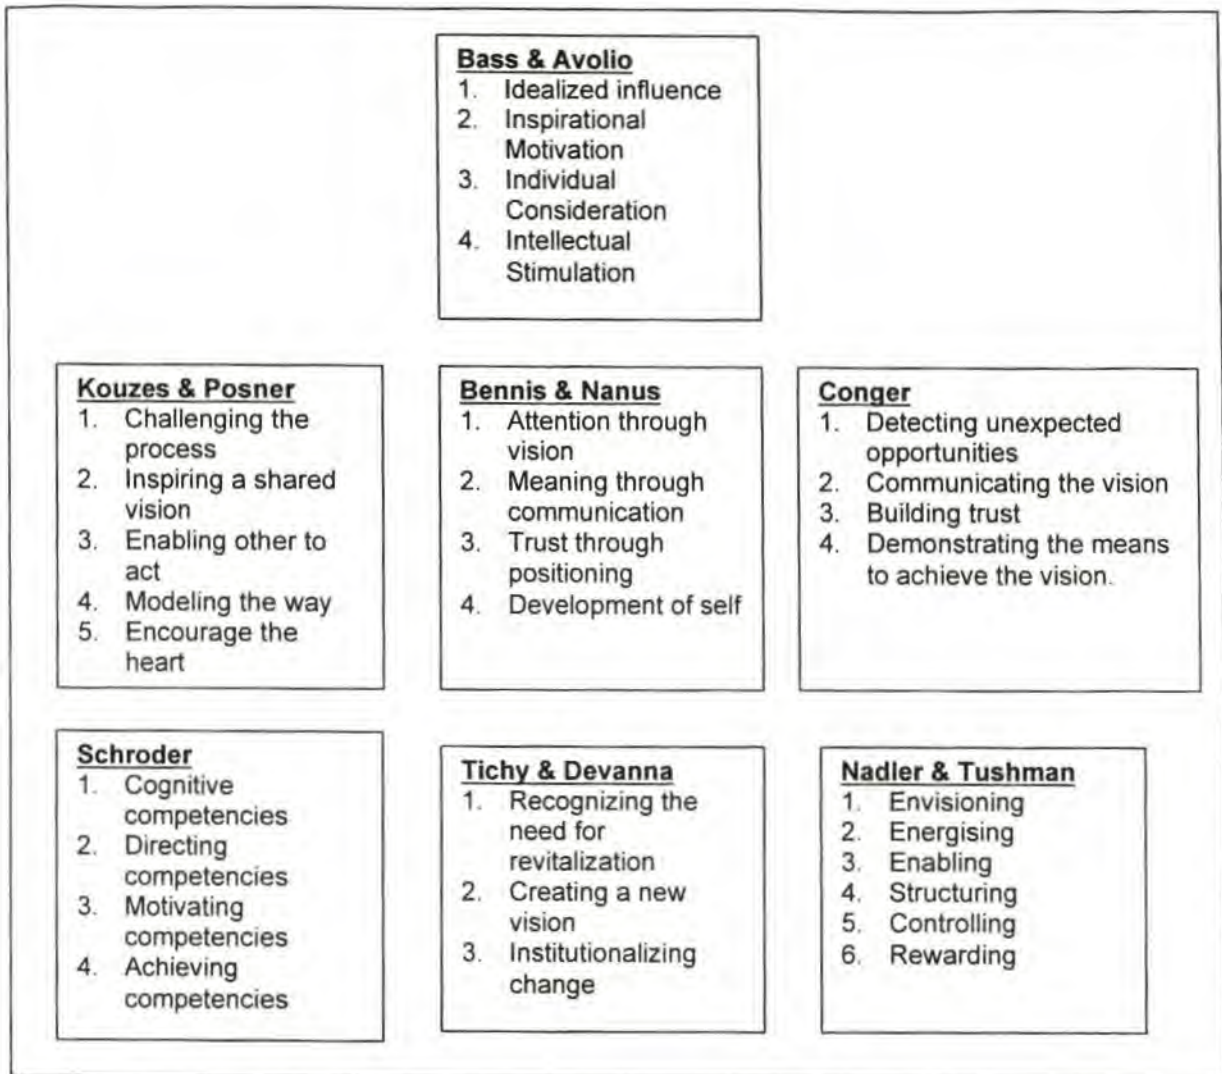 Bass & Avolio
1. Idealized influence
2. Inspirational
Motivation
3. Individual
Consideration
4. Intellectual
Stimulation
Kouzes & Posner
1. Challenging the
process
2. Inspiring a shared
vision
3. Enabling other to
act
4. Modeling the way
5. Encourage the
heart
Bennis & Nanus
1. Attention through
vision
2. Meaning through
communication
3. Trust through
positioning
4. Development of self
Conger
1. Detecting unexpected
opportunities
2. Communicating the vision
3. Building trust
4. Demonstrating the means
to achieve the vision.
Schroder
1. Cognitive
competencies
2. Directing
competencies
3. Motivating
competencies
4. Achieving
competencies
Tichy & Devanna
1. Recognizing the
need for
revitalization
2. Creating a new
vision
3. Institutionalizing
change
Nadler & Tushman
1. Envisioning
2. Energising
3. Enabling
4. Structuring
5. Controlling
6. Rewarding